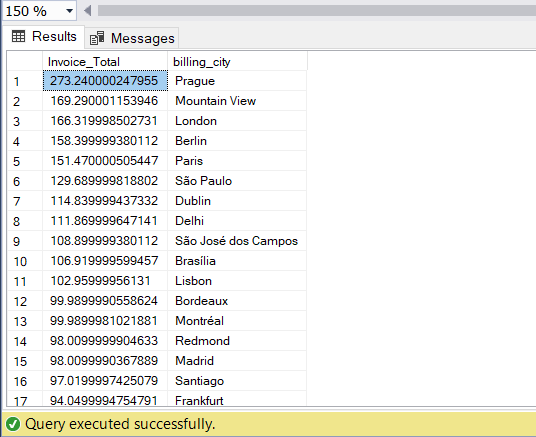 150 %
Results Messages
Invoice_Total billing_city
1 273.240000247955 Prague
2 169.290001153946 Mountain View
3 166.319998502731 London
4 158.399999380112 Berlin
5 151.470000505447 Paris
6 129.689999818802 São Paulo
7 114.839999437332 Dublin
8 111.869999647141 Delhi
9 108.899999380112 São José dos Campos
10 106.919999599457 Brasília
11 102.95999956131 Lisbon
12 99.9899990558624 Bordeaux
13 99.9899981021881 Montréal
14 98.0099999904633 Redmond
15 98.0099990367889 Madrid
16 97.0199997425079 Santiago
17 94.0499994754791 Frankfurt
Query executed successfully.